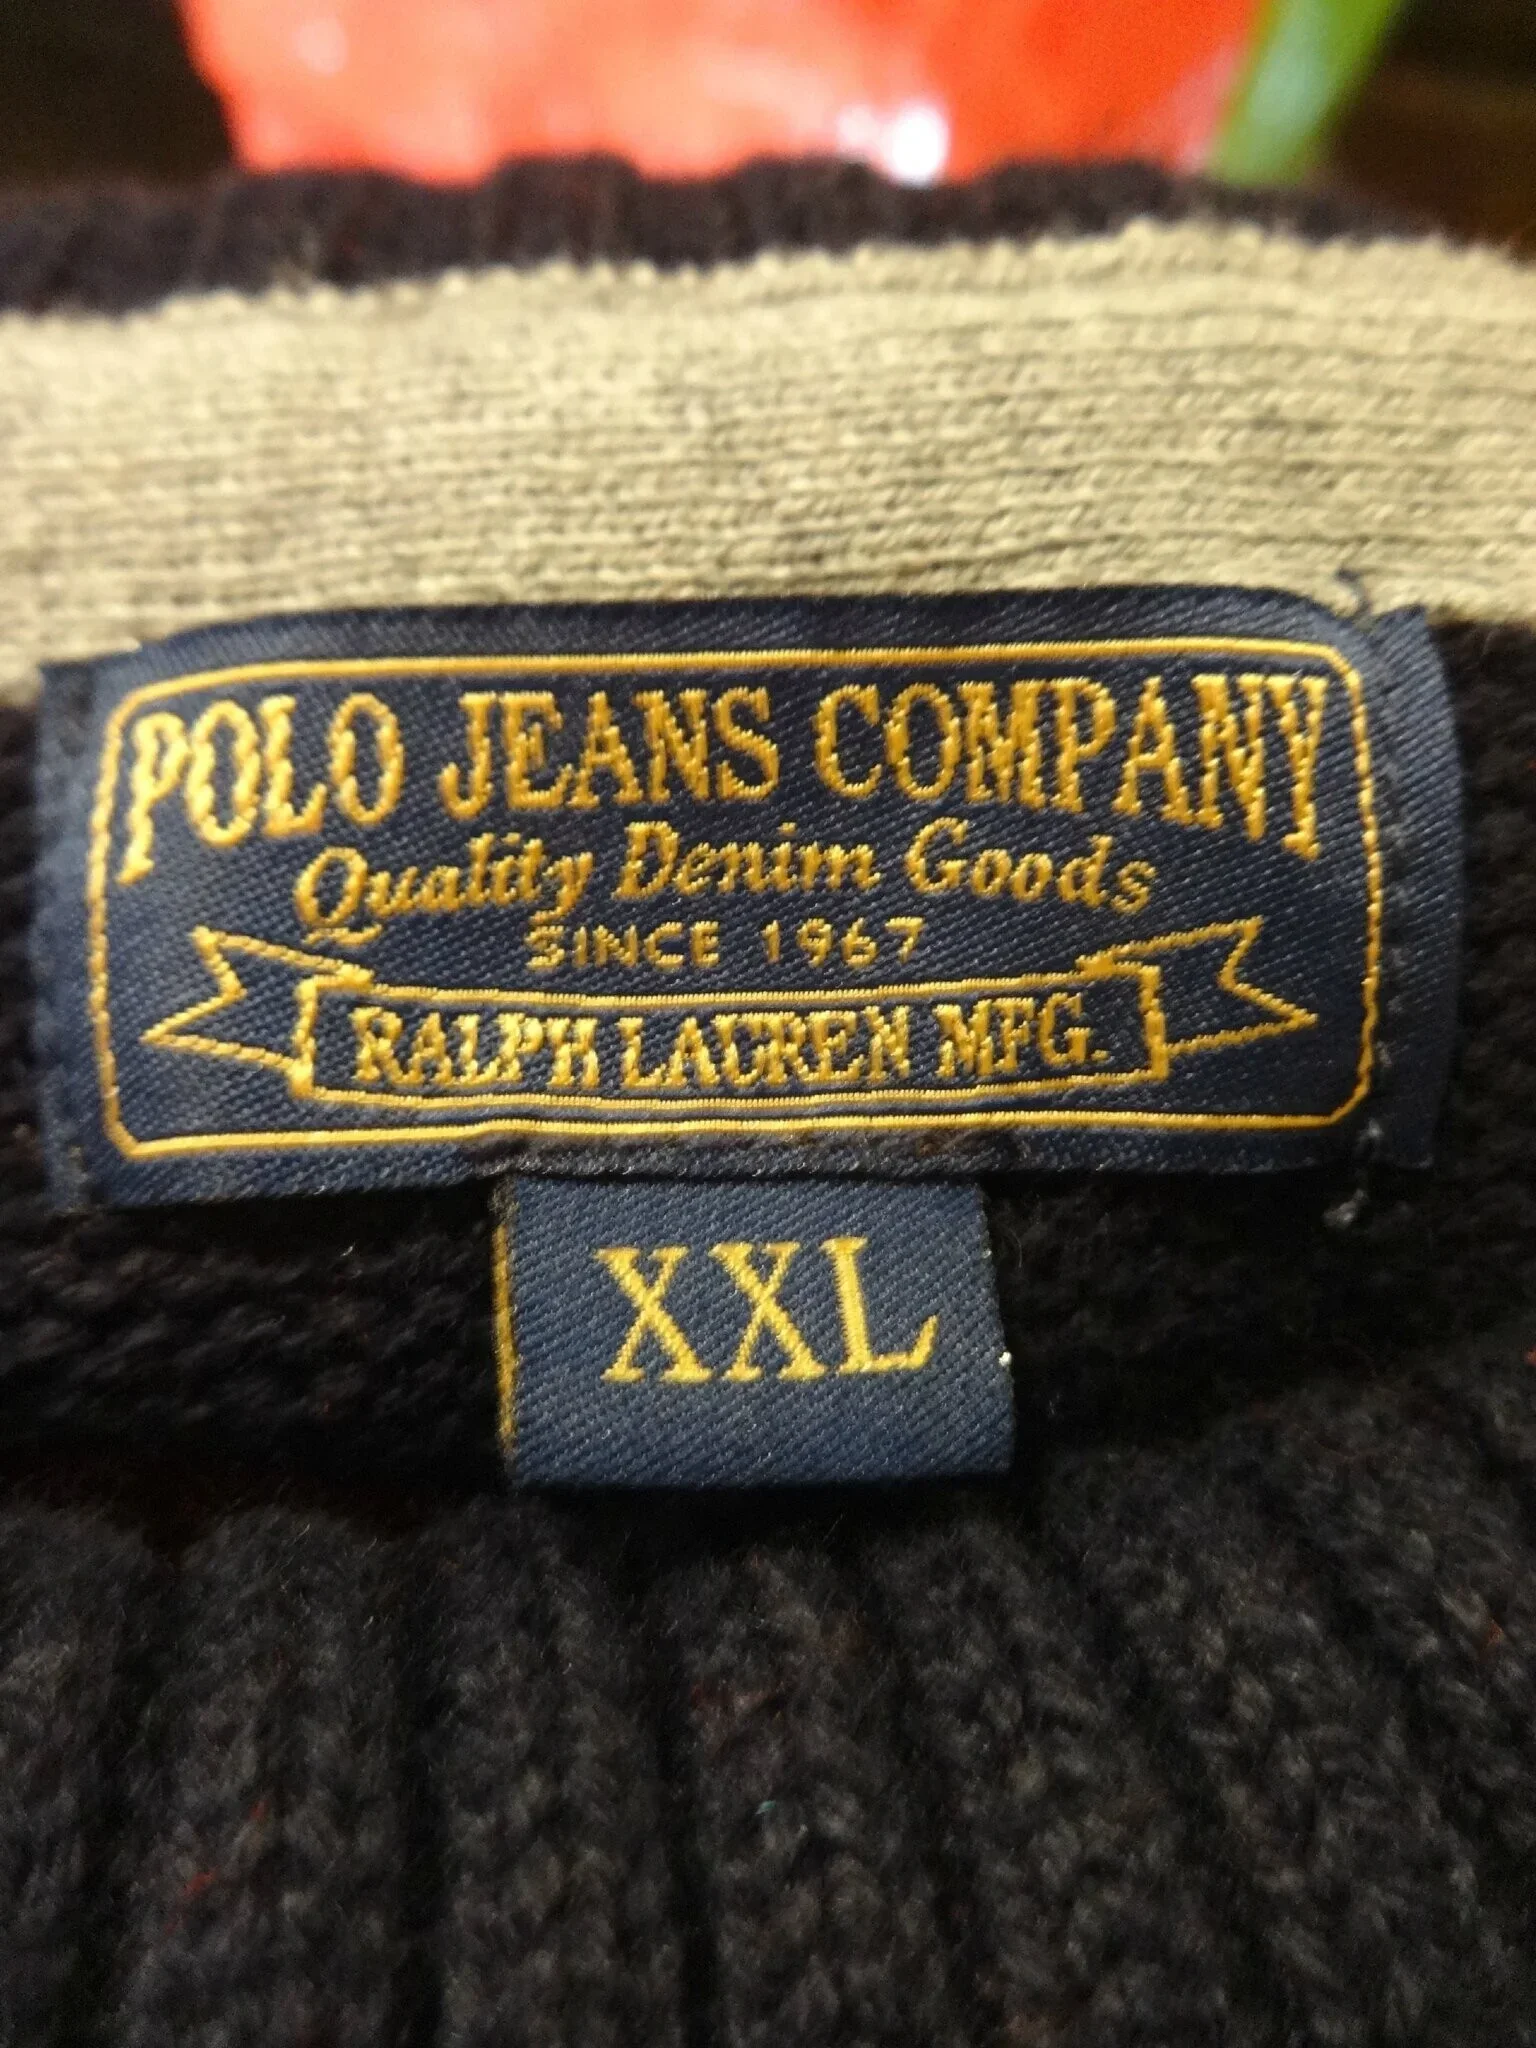 POLO JEANS COMPANY
Quality Denim Goods
SINCE 1967
RALPH LAUREN MFG.
XXL